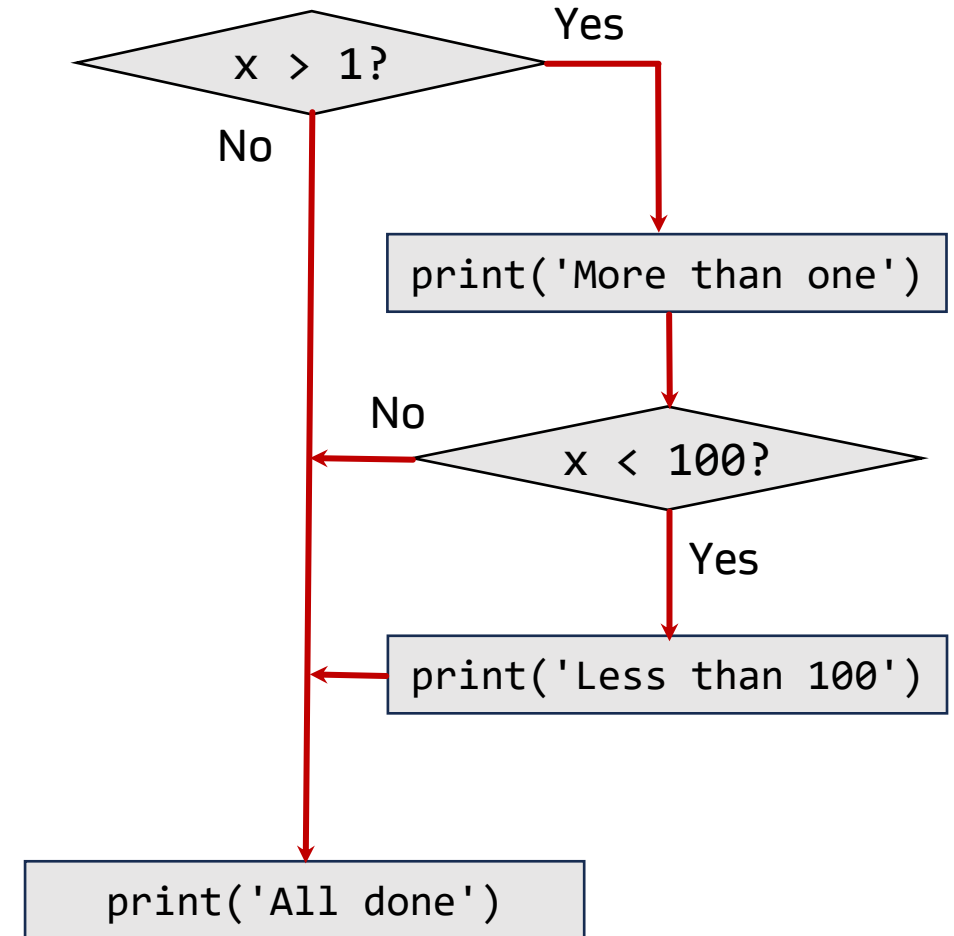 Yes
x > 1?
No
print('More than one')
No
x < 100?
Yes
print('Less than 100')
print('All done')